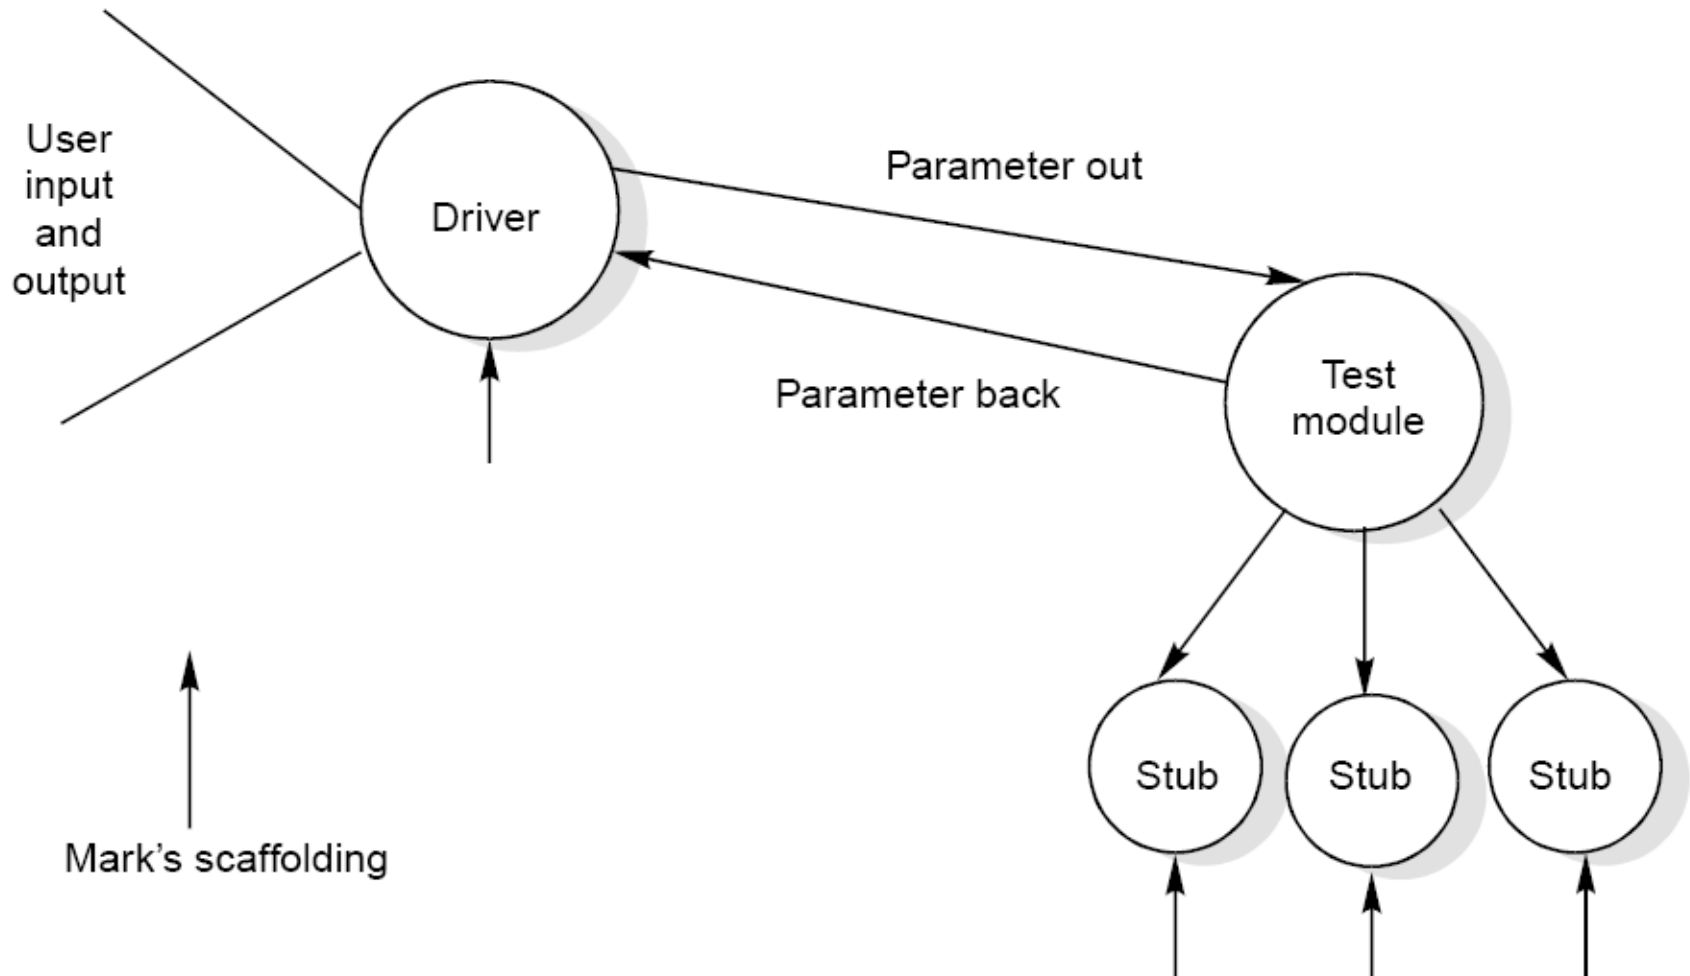 User
input
and
output
Driver
Parameter out
Parameter back
Test
module
Stub
Stub
Stub
Mark’s scaffolding